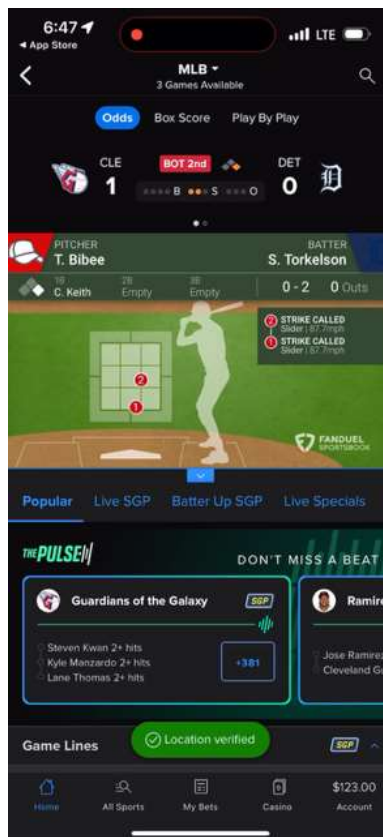 6:47
App Store
LTE
MLB
3 Games Available
Odds Box Score Play By Play
CLE BOT 2nd DET
1 B S O 0
PITCHER BATTER
T. Bibee S. Torkelson
1B 2B 3B
C. Keith Empty Empty 0 - 2 0 Outs
2 STRIKE CALLED
Slider | 87.7mph
1 STRIKE CALLED
Slider | 87.7mph
2
1
FANDUEL
SPORTSBOOK
Popular Live SGP Batter Up SGP Live Specials
THE PULSE DON'T MISS A BEAT
Guardians of the Galaxy SGP Ramire
Steven Kwan 2+ hits
Kyle Manzardo 2+ hits
Lane Thomas 2+ hits
+381
Jose Ramirez
Cleveland Gu
Game Lines Location verified SGP
Home All Sports My Bets Casino $123.00
Account